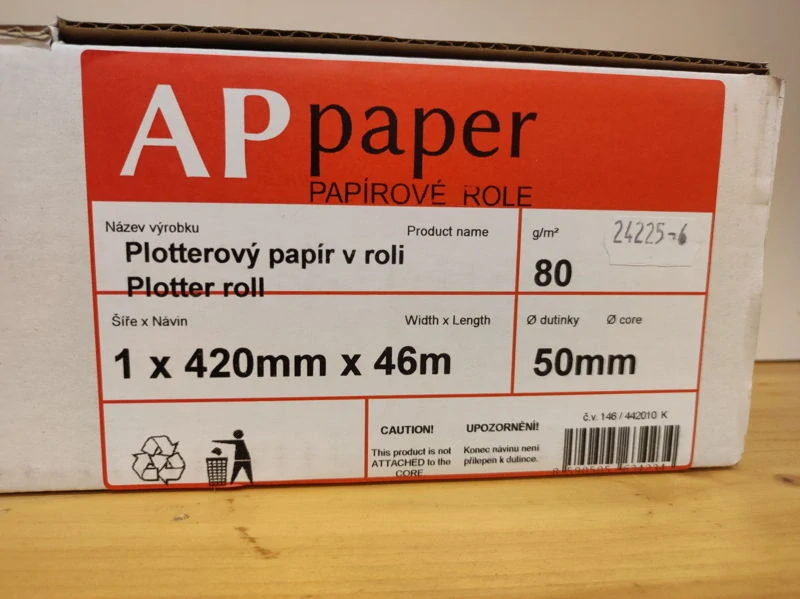 AP paper
PAPÍROVÉ ROLE
Název výrobku
Product name
Plotterový papír v roli
Plotter roll
g/m²
80
24225-6
Šíře x Návin
Width x Length
1 x 420mm x 46m
Ø dutinky
Ø core
50mm
CAUTION!
This product is not
ATTACHED to the
CORE
UPOZORNĚNÍ!
Konec návinu není
přilepen k dutince.
č.v. 146 / 442010 K